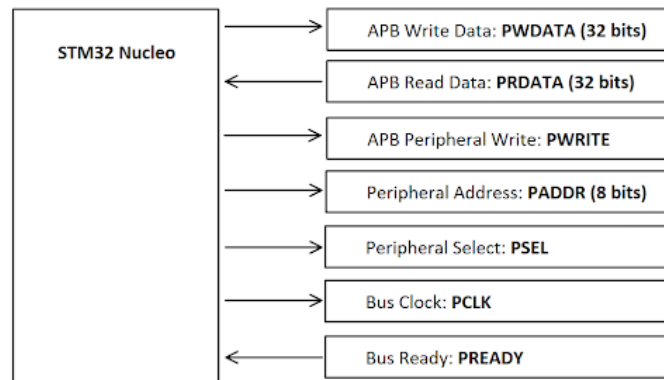 STM32 Nucleo
APB Write Data: PWDATA (32 bits)
APB Read Data: PRDATA (32 bits)
APB Peripheral Write: PWRITE
Peripheral Address: PADDR (8 bits)
Peripheral Select: PSEL
Bus Clock: PCLK
Bus Ready: PREADY